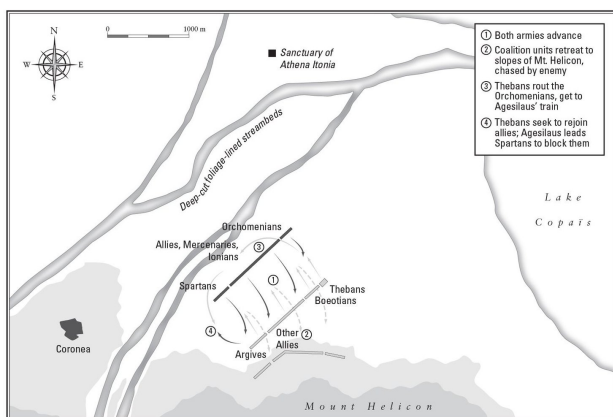 N
W
E
S
0
1000 m
Sanctuary of
Athena Itonia
① Both armies advance
② Coalition units retreat to
slopes of Mt. Helicon,
chased by enemy
③ Thebans rout the
Orchomenians, get to
Agesilaus' train
④ Thebans seek to rejoin
allies; Agesilaus leads
Spartans to block them
Deep-cut foliage-lined streambeds
Lake
Copaïs
Orchomenians
Allies, Mercenaries,
Ionians
③
Spartans
①
Thebans
Boeotians
④
Other
Allies
②
Argives
Coronea
Mount Helicon